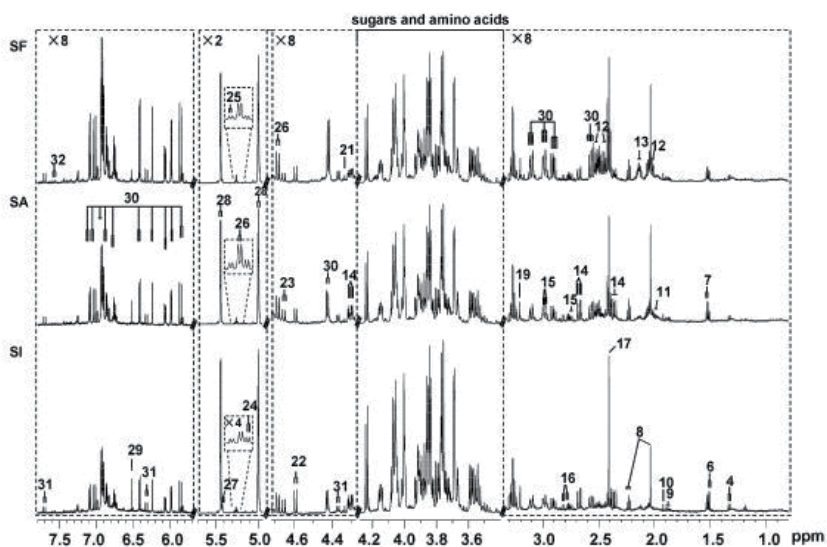 sugars and amino acids
SF ×8 ×2 ×8 ×8
25 30 30 12
32 26 21 13 12
SA 30 28 28
26 30 14 23 19 15 14 14 7
15 11
SI 17
×4 24 8
31 29 31 27 22 31 16 10 9 6 4
7.5 7.0 6.5 6.0 5.5 5.0 4.6 4.4 4.2 4.0 3.8 3.6 3.0 2.5 2.0 1.5 1.0 ppm